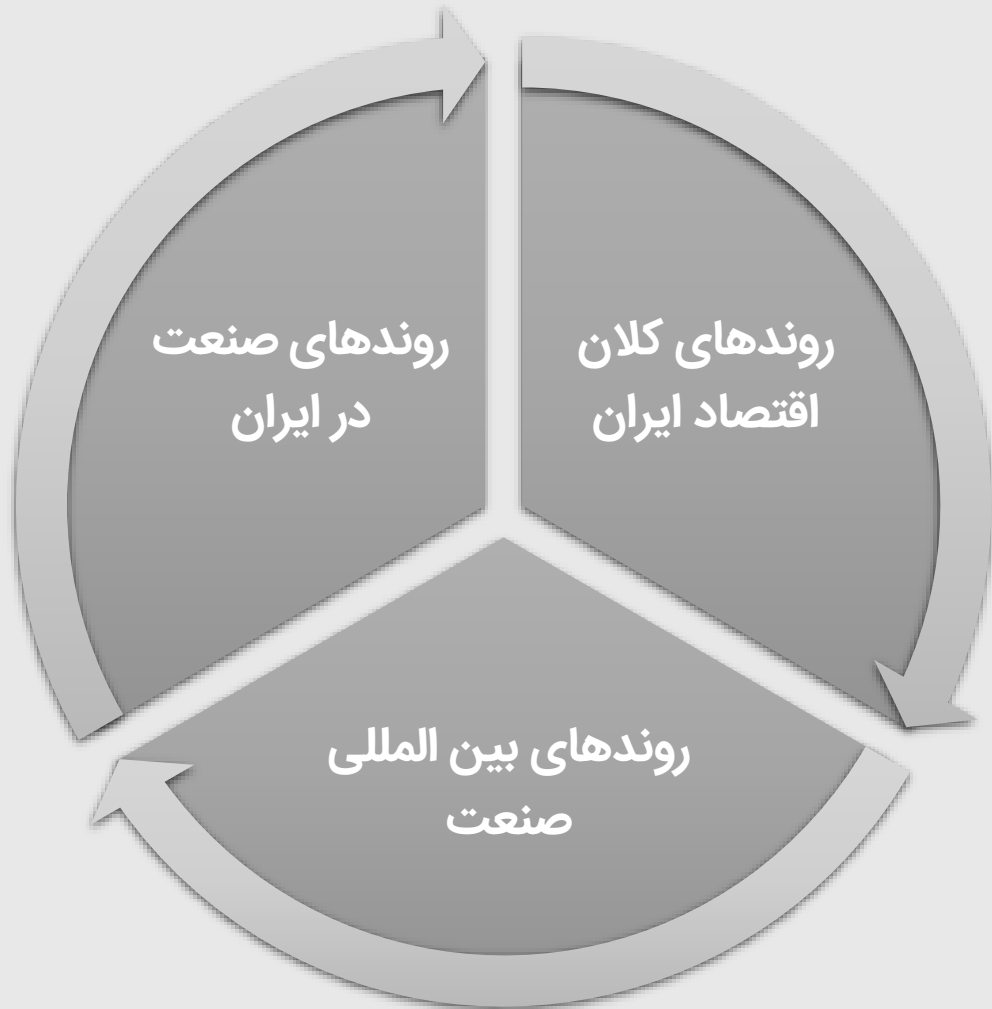 روندهای کلان
اقتصاد ایران
روندهای بین المللی
صنعت
روندهای صنعت
در ایران